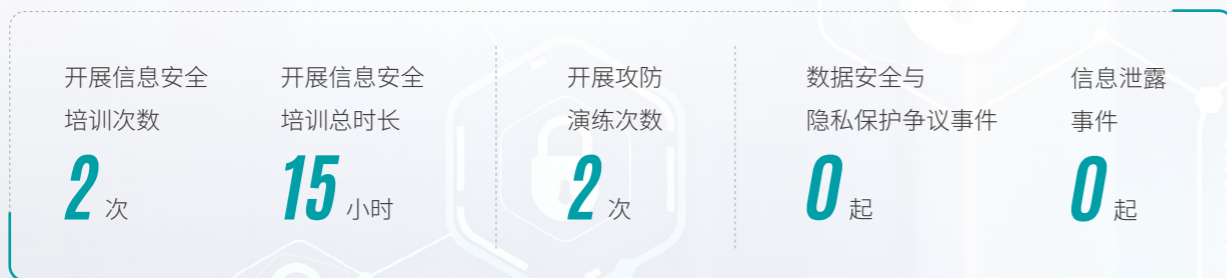 开展信息安全
培训次数
2 次
开展信息安全
培训总时长
15 小时
开展攻防
演练次数
2 次
数据安全与
隐私保护争议事件
0 起
信息泄露
事件
0 起